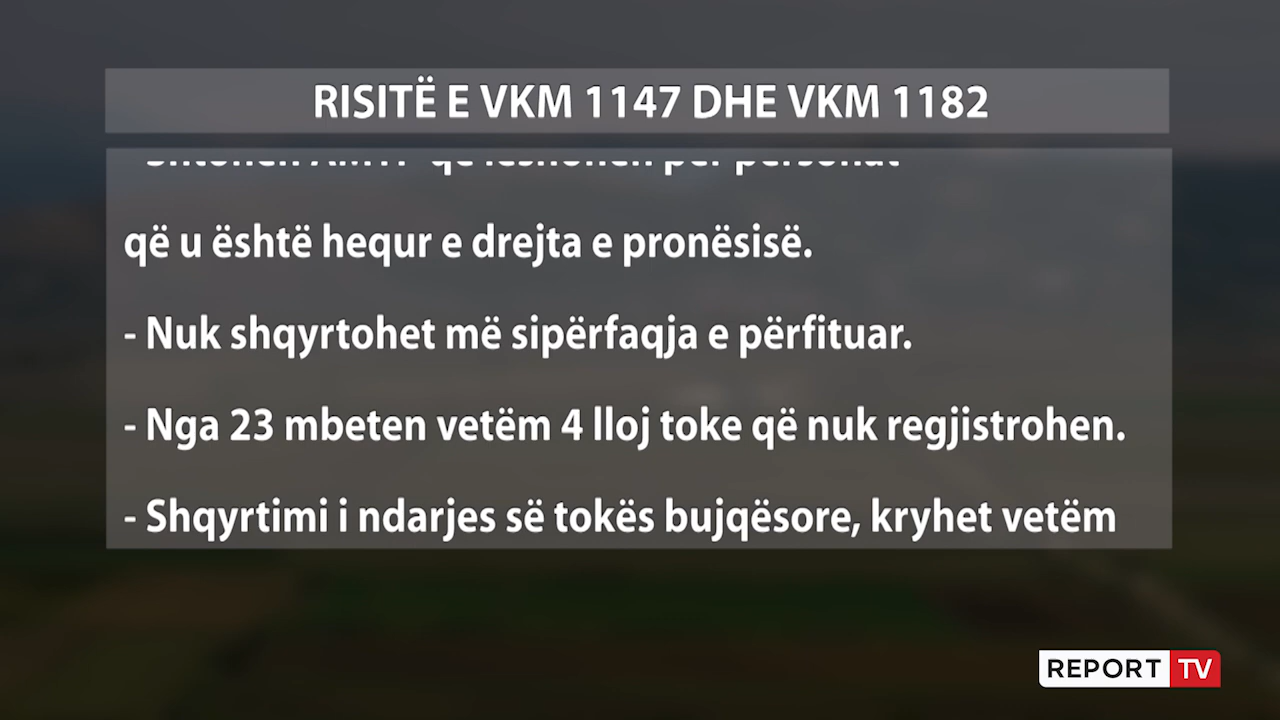 RISITË E VKM 1147 DHE VKM 1182
që u është hequr e drejta e pronësisë.
- Nuk shqyrtohet më sipërfaqja e përfituar.
- Nga 23 mbeten vetëm 4 lloj toke që nuk regjistrohen.
- Shqyrtimi i ndarjes së tokës bujqësore, kryhet vetëm
REPORT TV